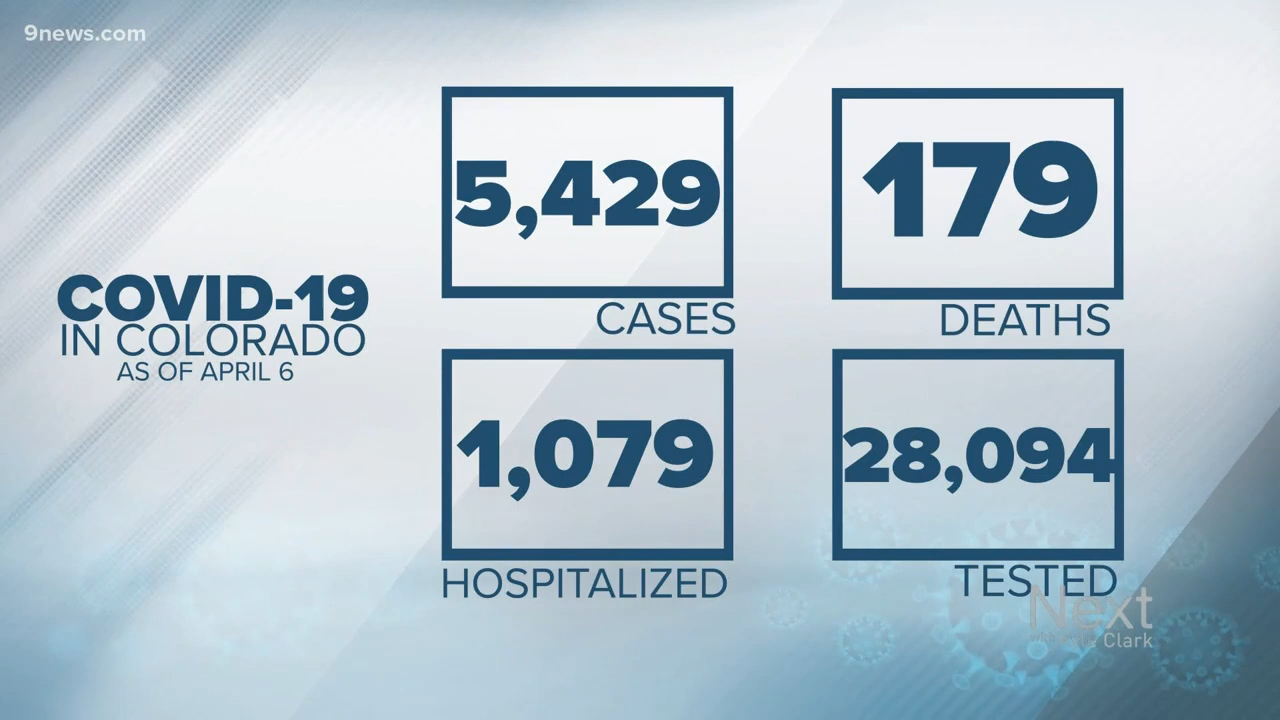 9news.com
5,429
CASES
179
DEATHS
COVID-19
IN COLORADO
AS OF APRIL 6
1,079
HOSPITALIZED
28,094
TESTED
Next
Clark